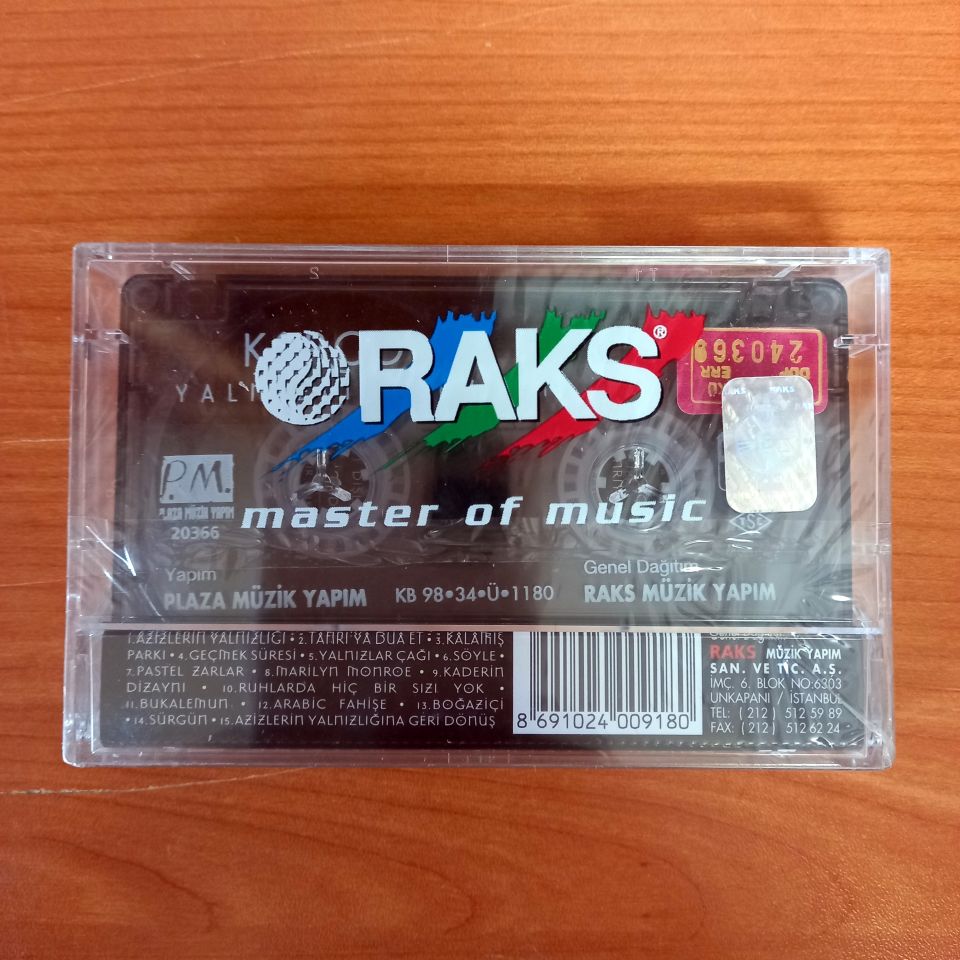 RAKS®
240369
RAKS
P.M.
PLAZA MÜZİK YAPIM
20366
master of music
TSE
Yapım
PLAZA MÜZİK YAPIM
KB 98•34•Ü•1180
Genel Dağıtım
RAKS MÜZİK YAPIM
1.AZİZLERİN YALNIZLIĞI • 2.TANRI'YA DUA ET • 3.KALAMIŞ
PARKI • 4.GEÇMEK SÜRESİ • 5.YALNIZLAR ÇAĞI • 6.SÖYLE •
7.PASTEL ZARLAR • 8.MARILYN MONROE • 9.KADERİN
DİZAYNI • 10.RUHLARDA HİÇ BİR SIZI YOK •
11.BUKALEMUN • 12.ARABIC FAHİŞE • 13.BOĞAZİÇİ
• 14.SÜRGÜN • 15.AZİZLERİN YALNIZLIĞINA GERİ DÖNÜŞ
8 691024 009180
RAKS MÜZİK YAPIM
SAN. VE TİC. A.S.
IMÇ. 6. BLOK NO:6303
UNKAPANI / İSTANBUL
TEL: (212) 512 59 89
FAX: (212) 512 62 24